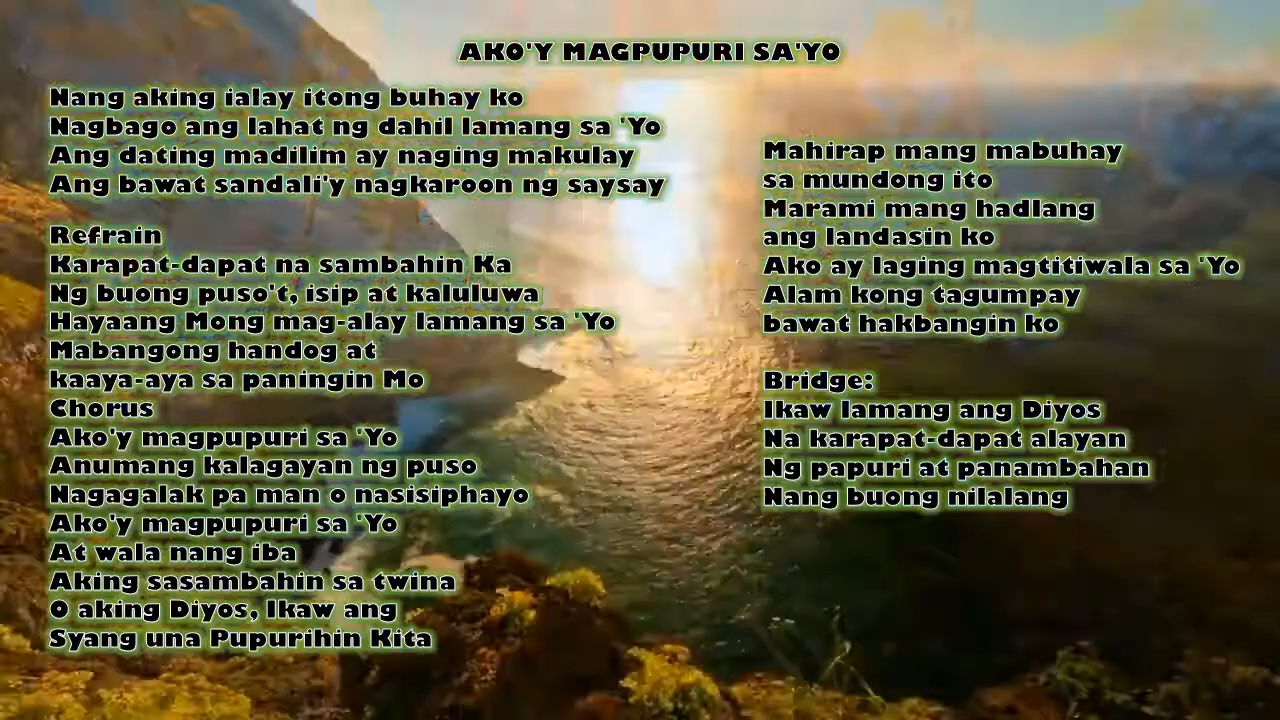 AKO'Y MAGPUPURI SA'YO
Nang aking ialay itong buhay ko
Nagbago ang lahat ng dahil lamang sa 'Yo
Ang dating madilim ay naging makulay
Ang bawat sandali'y nagkaroon ng saysay
Refrain
Karapat-dapat na sambahin Ka
Ng buong puso't, isip at kaluluwa
Hayaang Mong mag-alay lamang sa 'Yo
Mabangong handog at
kaaya-aya sa paningin Mo
Chorus
Ako'y magpupuri sa 'Yo
Anumang kalagayan ng puso
Nagagalak pa man o nasisiphayo
Ako'y magpupuri sa 'Yo
At wala nang iba
Aking sasambahin sa twina
O aking Diyos, Ikaw ang
Syang una Pupurihin Kita
Mahirap mang mabuhay
sa mundong ito
Marami mang hadlang
ang landasin ko
Ako ay laging magtitiwala sa 'Yo
Alam kong tagumpay
bawat hakbangin ko
Bridge:
Ikaw lamang ang Diyos
Na karapat-dapat alayan
Ng papuri at panambahan
Nang buong nilalang